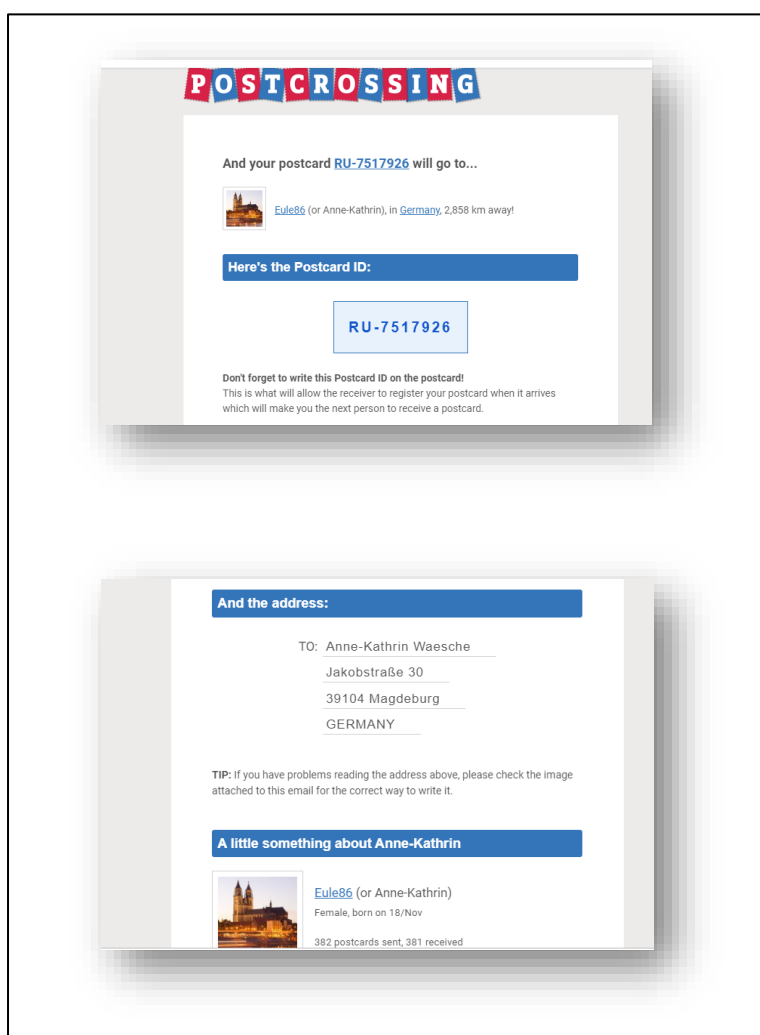 POSTCROSSING
And your postcard RU-7517926 will go to...
Eule86 (or Anne-Kathrin), in Germany, 2,858 km away!
Here's the Postcard ID:
RU-7517926
Don't forget to write this Postcard ID on the postcard!
This is what will allow the receiver to register your postcard when it arrives
which will make you the next person to receive a postcard.
And the address:
TO: Anne-Kathrin Waesche
Jakobstraße 30
39104 Magdeburg
GERMANY
TIP: If you have problems reading the address above, please check the image
attached to this email for the correct way to write it.
A little something about Anne-Kathrin
Eule86 (or Anne-Kathrin)
Female, born on 18/Nov
382 postcards sent, 381 received